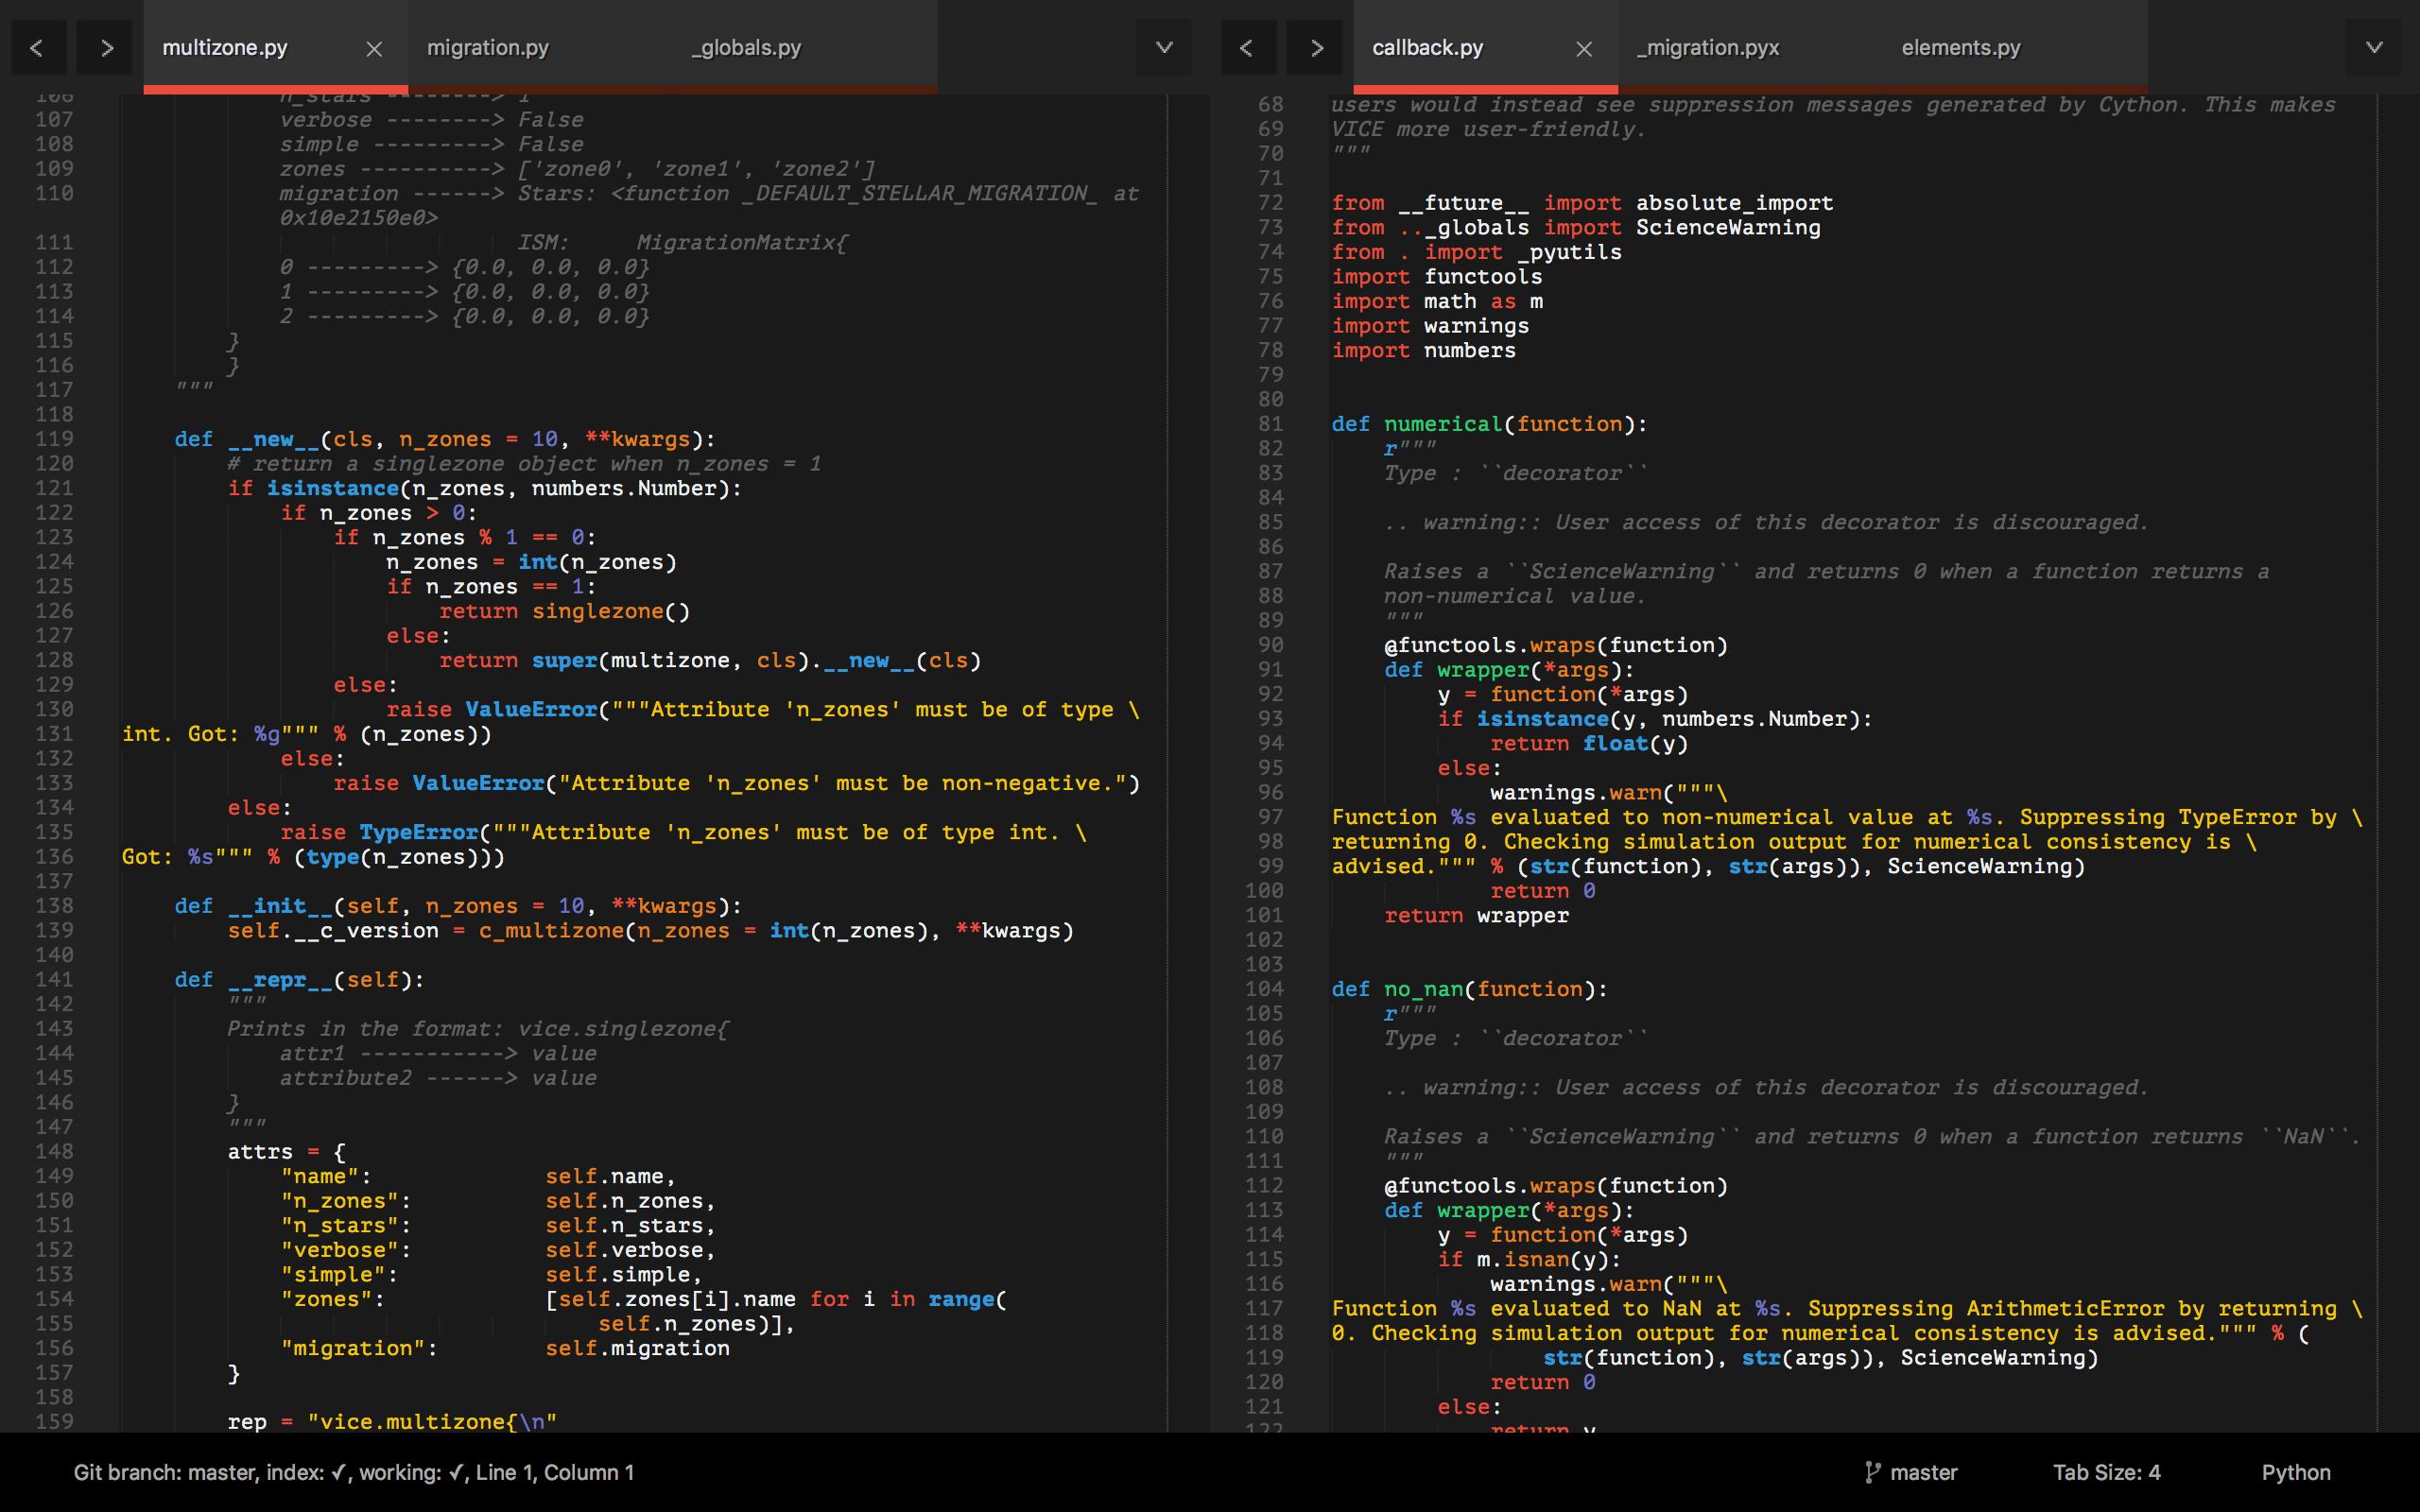 multizone.py
migration.py
_globals.py
106 n_stars --------> 1
107 verbose --------> False
108 simple ---------> False
109 zones ----------> ['zone0', 'zone1', 'zone2']
110 migration ------> Stars: <function _DEFAULT_STELLAR_MIGRATION_ at
0x10e2150e0>
111 ISM: MigrationMatrix{
112 0 ---------> {0.0, 0.0, 0.0}
113 1 ---------> {0.0, 0.0, 0.0}
114 2 ---------> {0.0, 0.0, 0.0}
115 }
116 }
117 """
118
119 def __new__(cls, n_zones = 10, **kwargs):
120 # return a singlezone object when n_zones = 1
121 if isinstance(n_zones, numbers.Number):
122 if n_zones > 0:
123 if n_zones % 1 == 0:
124 n_zones = int(n_zones)
125 if n_zones == 1:
126 return singlezone()
127 else:
128 return super(multizone, cls).__new__(cls)
129 else:
130 raise ValueError("""Attribute 'n_zones' must be of type \
131 int. Got: %g""" % (n_zones))
132 else:
133 raise ValueError("Attribute 'n_zones' must be non-negative.")
134 else:
135 raise TypeError("""Attribute 'n_zones' must be of type int. \
136 Got: %s""" % (type(n_zones)))
137
138 def __init__(self, n_zones = 10, **kwargs):
139 self.__c_version = c_multizone(n_zones = int(n_zones), **kwargs)
140
141 def __repr__(self):
142 """
143 Prints in the format: vice.singlezone{
144 attr1 -----------> value
145 attribute2 ------> value
146 }
147 """
148 attrs = {
149 "name": self.name,
150 "n_zones": self.n_zones,
151 "n_stars": self.n_stars,
152 "verbose": self.verbose,
153 "simple": self.simple,
154 "zones": [self.zones[i].name for i in range(
155 self.n_zones)],
156 "migration": self.migration
157 }
158
159 rep = "vice.multizone{\n"
callback.py
_migration.pyx
elements.py
68 users would instead see suppression messages generated by Cython. This makes
69 VICE more user-friendly.
70 """
71
72 from __future__ import absolute_import
73 from .._globals import ScienceWarning
74 from . import _pyutils
75 import functools
76 import math as m
77 import warnings
78 import numbers
79
80
81 def numerical(function):
82 r"""
83 Type : ``decorator``
84
85 .. warning:: User access of this decorator is discouraged.
86
87 Raises a ``ScienceWarning`` and returns 0 when a function returns a
88 non-numerical value.
89 """
90 @functools.wraps(function)
91 def wrapper(*args):
92 y = function(*args)
93 if isinstance(y, numbers.Number):
94 return float(y)
95 else:
96 warnings.warn("""\
97 Function %s evaluated to non-numerical value at %s. Suppressing TypeError by \
98 returning 0. Checking simulation output for numerical consistency is \
99 advised.""" % (str(function), str(args)), ScienceWarning)
100 return 0
101 return wrapper
102
103
104 def no_nan(function):
105 r"""
106 Type : ``decorator``
107
108 .. warning:: User access of this decorator is discouraged.
109
110 Raises a ``ScienceWarning`` and returns 0 when a function returns ``NaN``.
111 """
112 @functools.wraps(function)
113 def wrapper(*args):
114 y = function(*args)
115 if m.isnan(y):
116 warnings.warn("""\
117 Function %s evaluated to NaN at %s. Suppressing ArithmeticError by returning \
118 0. Checking simulation output for numerical consistency is advised.""" % (
119 str(function), str(args)), ScienceWarning)
120 return 0
121 else:
122 return y
Git branch: master, index: ✓, working: ✓, Line 1, Column 1
master
Tab Size: 4
Python